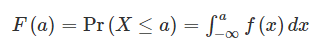 F (a) = Pr (X ≤ a) = ∫_{−∞}^{a} f (x) dx